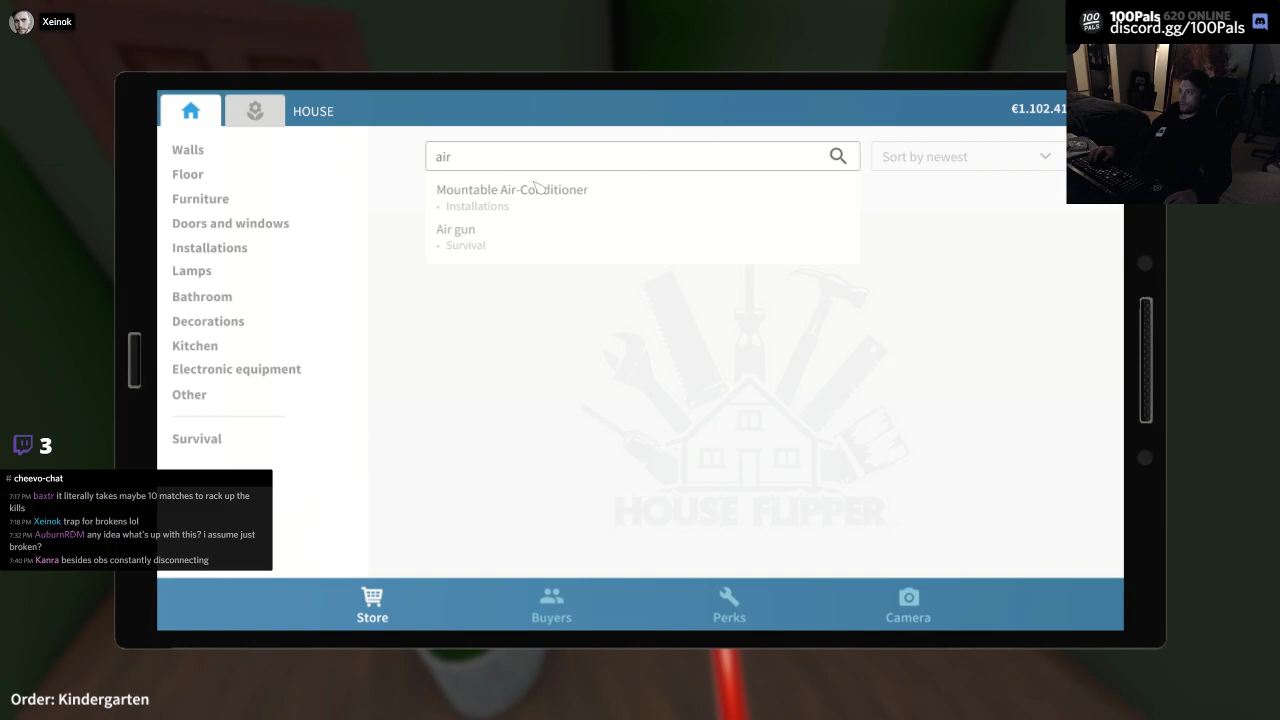 Xeinok
100Pals 620 ONLINE
discord.gg/100Pals
HOUSE
€1.102.41
Walls
Floor
Furniture
Doors and windows
Installations
Lamps
Bathroom
Decorations
Kitchen
Electronic equipment
Other
Survival
air
Sort by newest
Mountable Air-Conditioner
• Installations
Air gun
• Survival
HOUSE FLIPPER
3
# cheevo-chat
7:17 PM baxtr it literally takes maybe 10 matches to rack up the
kills
7:18 PM Xeinok trap for brokens lol
7:32 PM AuburnRDM any idea what's up with this? i assume just
broken?
7:40 PM Kanra besides obs constantly disconnecting
Store
Buyers
Perks
Camera
Order: Kindergarten